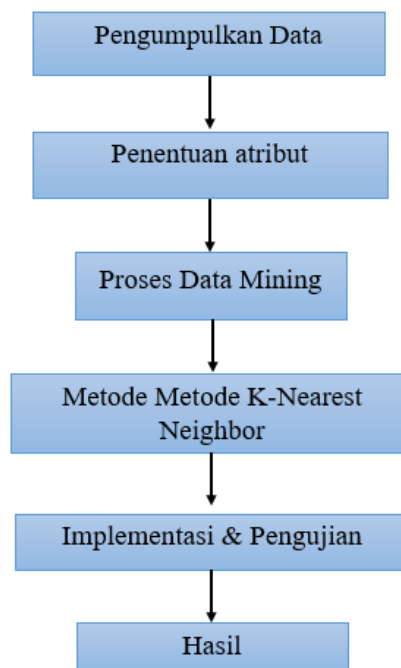 Pengumpulkan Data
Penentuan atribut
Proses Data Mining
Metode Metode K-Nearest
Neighbor
Implementasi & Pengujian
Hasil